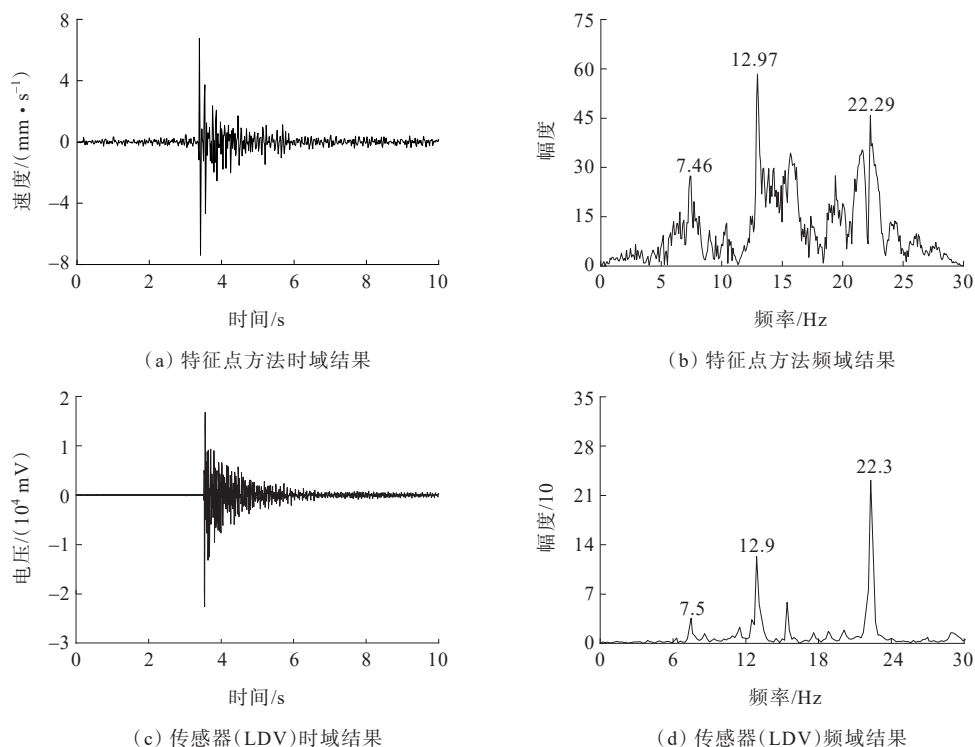 8
4
0
−4
−8
速度/(mm·s⁻¹)
0 2 4 6 8 10
时间/s
(a) 特征点方法时域结果
75
60
45
30
15
0
幅度
12.97
22.29
7.46
0 5 10 15 20 25 30
频率/Hz
(b) 特征点方法频域结果
2
1
0
−1
−2
−3
电压/(10⁴ mV)
0 2 4 6 8 10
时间/s
(c) 传感器(LDV)时域结果
35
28
21
14
7
0
幅度/10
22.3
12.9
7.5
0 6 12 18 24 30
频率/Hz
(d) 传感器(LDV)频域结果